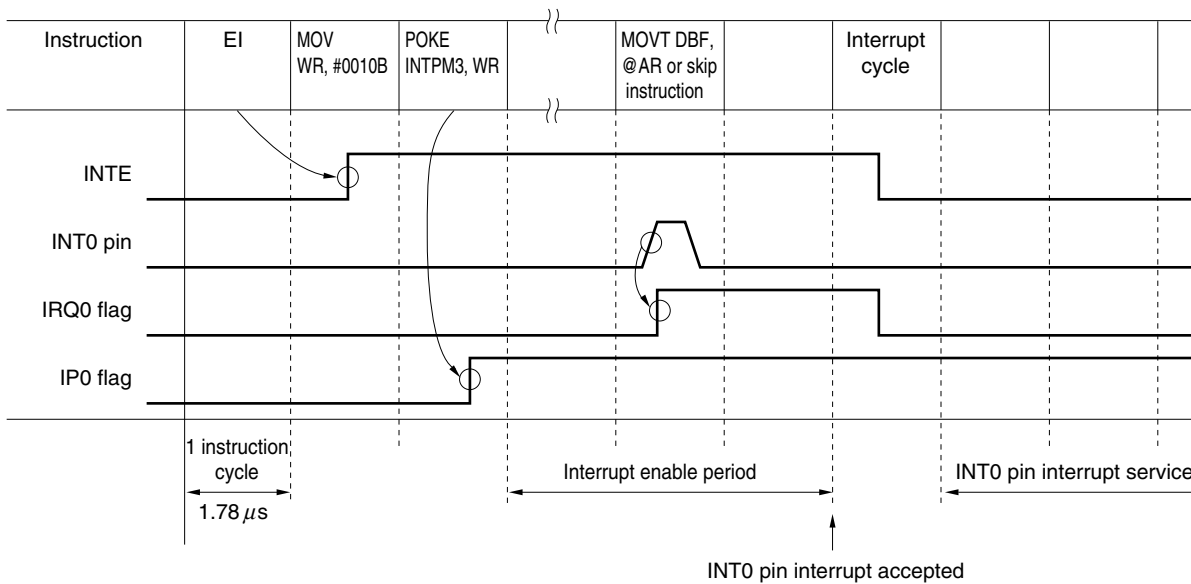 Instruction
EI
MOV
WR, #0010B
POKE
INTPM3, WR
MOVT DBF,
@AR or skip
instruction
Interrupt
cycle
INTE
INT0 pin
IRQ0 flag
IP0 flag
1 instruction
cycle
1.78 μs
Interrupt enable period
INT0 pin interrupt service
INT0 pin interrupt accepted